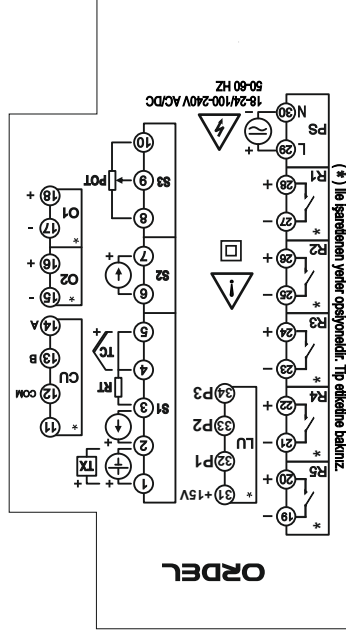 ORDEL
* 19 −
R5
20 +
* 21 −
R4
22 +
* 23 −
R3
24 +
* 25 −
R2
26 +
* 27 −
R1
28 +
L 29 +
PS
N 30 −
18-24/100-240V AC/DC
50-60 HZ
( * ) ile işaretlenen yerler opsiyoneldir. Tip etiketine bakınız.
* 31 +15V
32 P1
LU
33 P2
34 P3
1 + +
TX
2
S1 3
RT
4
TC
5 +
6
S2
7
8
S3 9 POT
10
* 11
12 COM
CU
13 B
14 A
* 15 −
O2
16 +
* 17 −
O1
18 +